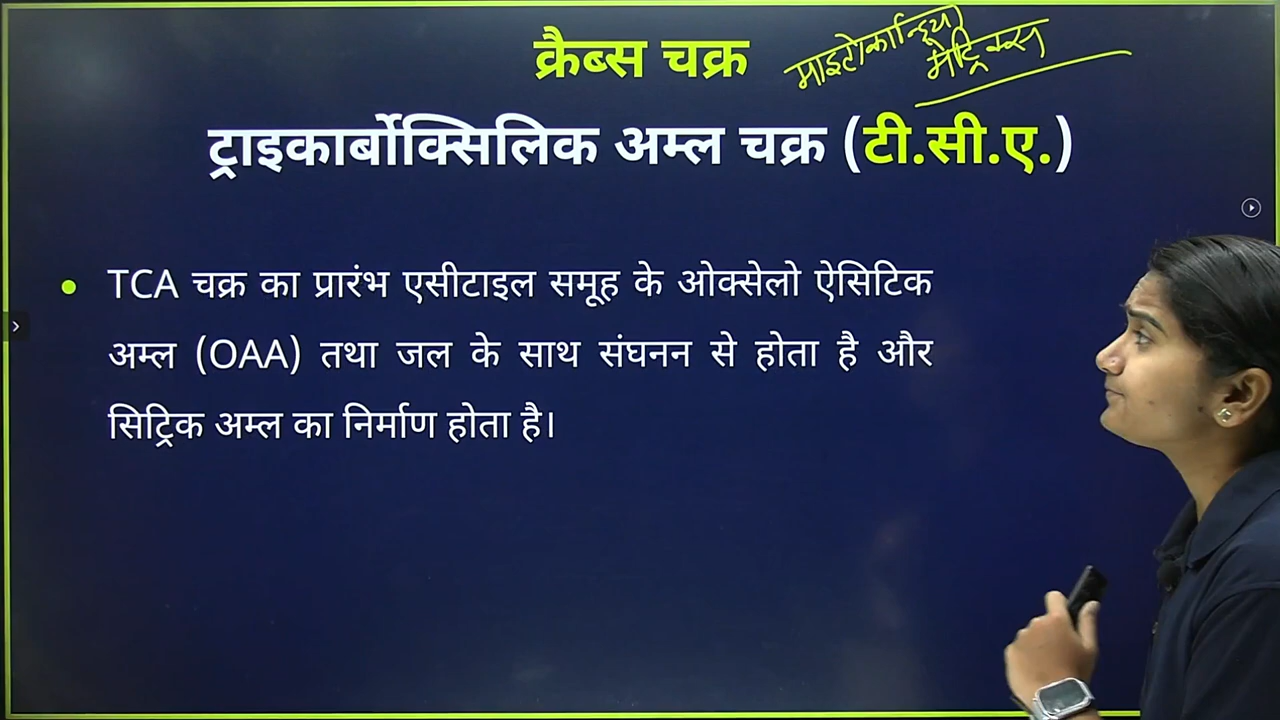 क्रैब्स चक्र
माइटोकॉन्ड्रिया
मैट्रिक्स
ट्राइकार्बोक्सिलिक अम्ल चक्र (टी.सी.ए.)
TCA चक्र का प्रारंभ एसीटाइल समूह के ओक्सेलो ऐसिटिक
अम्ल (OAA) तथा जल के साथ संघनन से होता है और
सिट्रिक अम्ल का निर्माण होता है।